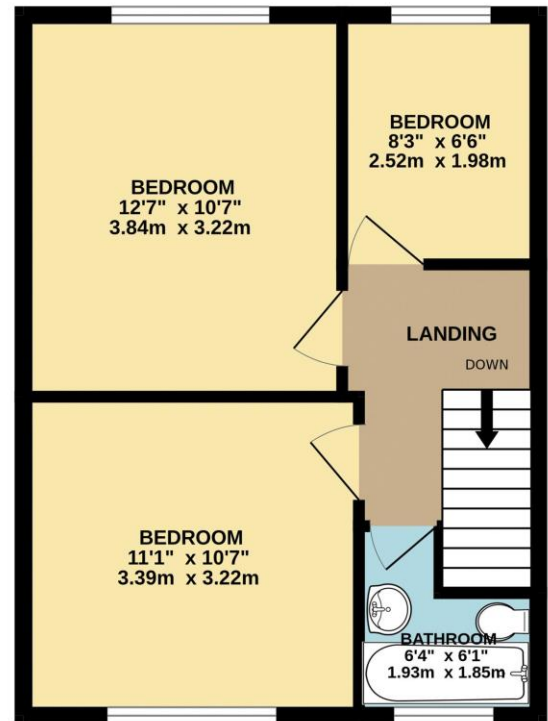 BEDROOM
12'7" x 10'7"
3.84m x 3.22m
BEDROOM
8'3" x 6'6"
2.52m x 1.98m
LANDING
DOWN
BEDROOM
11'1" x 10'7"
3.39m x 3.22m
BATHROOM
6'4" x 6'1"
1.93m x 1.85m